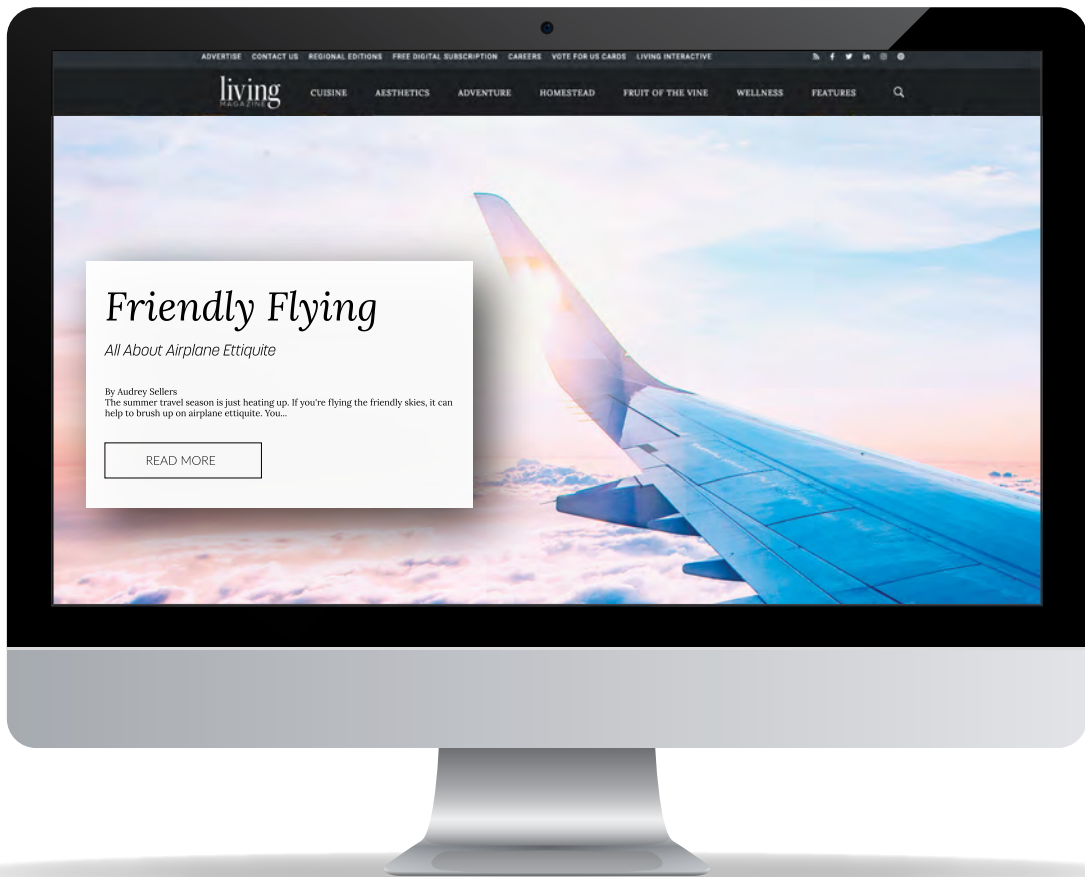 ADVERTISE CONTACT US REGIONAL EDITIONS FREE DIGITAL SUBSCRIPTION CAREERS VOTE FOR US CARDS LIVING INTERACTIVE
living
MAGAZINE
CUISINE AESTHETICS ADVENTURE HOMESTEAD FRUIT OF THE VINE WELLNESS FEATURES
Friendly Flying
All About Airplane Ettiquite
By Audrey Sellers
The summer travel season is just heating up. If you're flying the friendly skies, it can
help to brush up on airplane ettiquite. You...
READ MORE